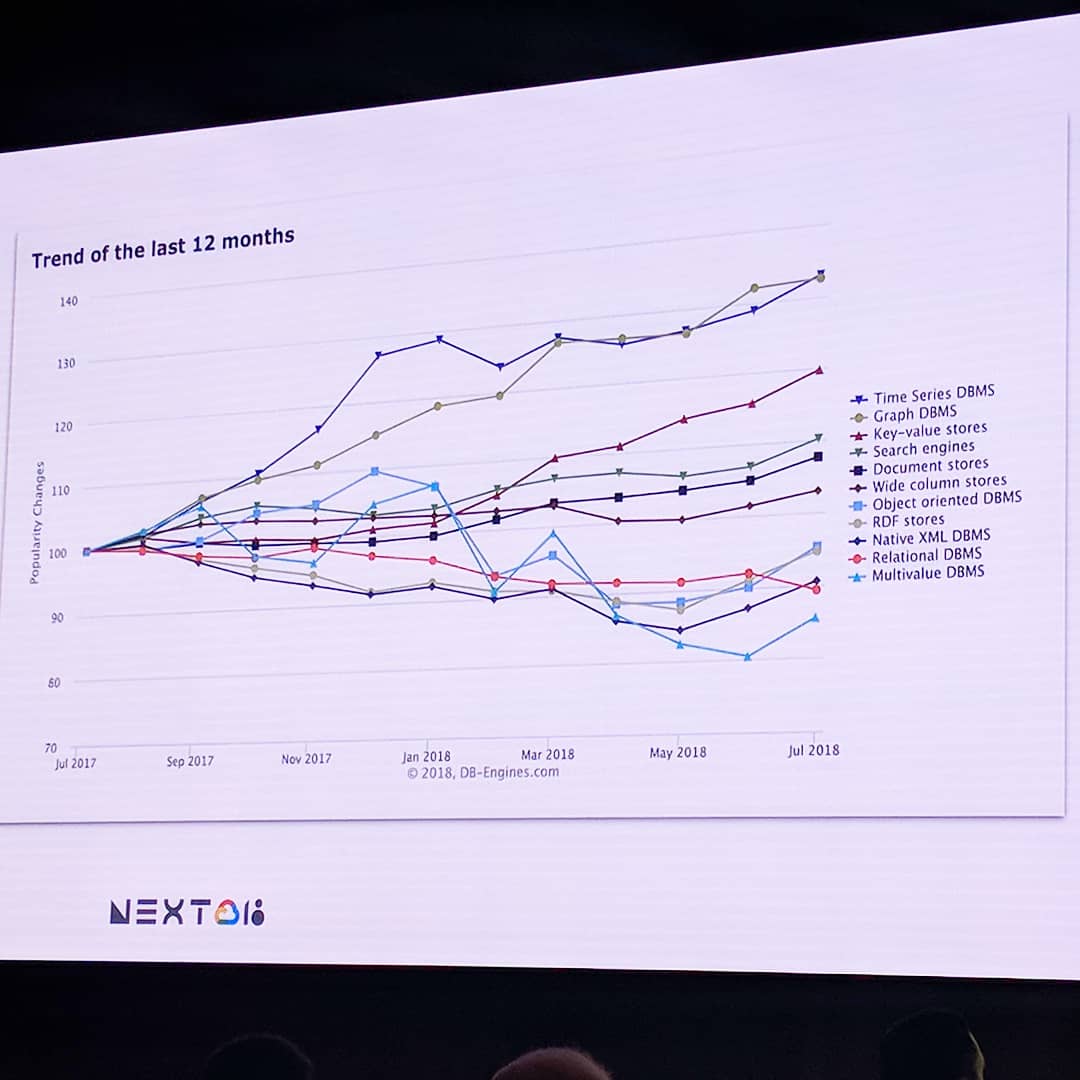 Trend of the last 12 months
140
130
120
110
100
90
80
70
Popularity Changes
Jul 2017
Sep 2017
Nov 2017
Jan 2018
Mar 2018
May 2018
Jul 2018
© 2018, DB-Engines.com
Time Series DBMS
Graph DBMS
Key-value stores
Search engines
Document stores
Wide column stores
Object oriented DBMS
RDF stores
Native XML DBMS
Relational DBMS
Multivalue DBMS
NEXT 18